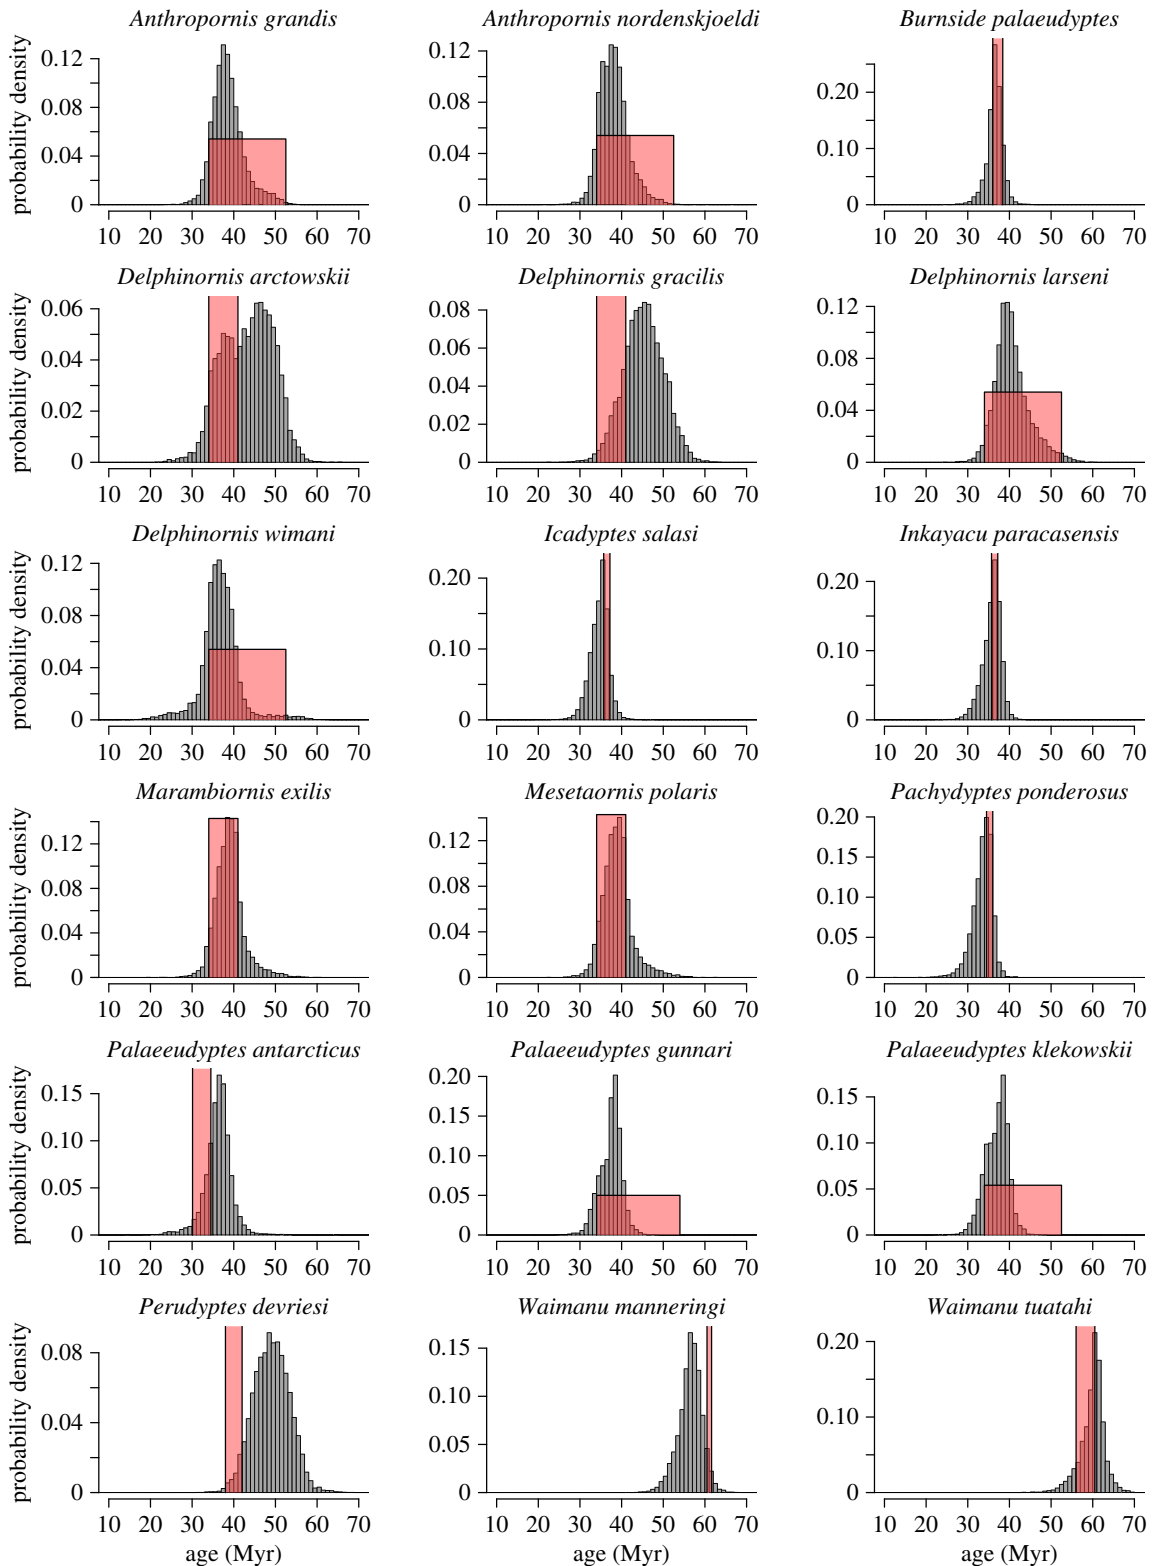 Anthropornis grandis Anthropornis nordenskjoeldi Burnside palaeudyptes
probability density
0.12 0.08 0.04 0
0.12 0.08 0.04 0
0.20 0.10 0
10 20 30 40 50 60 70 10 20 30 40 50 60 70 10 20 30 40 50 60 70
Delphinornis arctowskii Delphinornis gracilis Delphinornis larseni
probability density
0.06 0.04 0.02 0
0.08 0.06 0.04 0.02 0
0.12 0.08 0.04 0
10 20 30 40 50 60 70 10 20 30 40 50 60 70 10 20 30 40 50 60 70
Delphinornis wimani Icadyptes salasi Inkayacu paracasensis
probability density
0.12 0.08 0.04 0
0.20 0.10 0
0.20 0.10 0
10 20 30 40 50 60 70 10 20 30 40 50 60 70 10 20 30 40 50 60 70
Marambiornis exilis Mesetaornis polaris Pachydyptes ponderosus
probability density
0.12 0.08 0.04 0
0.12 0.08 0.04 0
0.20 0.15 0.10 0.05 0
10 20 30 40 50 60 70 10 20 30 40 50 60 70 10 20 30 40 50 60 70
Palaeeudyptes antarcticus Palaeeudyptes gunnari Palaeeudyptes klekowskii
probability density
0.15 0.10 0.05 0
0.20 0.15 0.10 0.05 0
0.15 0.10 0.05 0
10 20 30 40 50 60 70 10 20 30 40 50 60 70 10 20 30 40 50 60 70
Perudyptes devriesi Waimanu manneringi Waimanu tuatahi
probability density
0.08 0.04 0
0.15 0.10 0.05 0
0.20 0.10 0
10 20 30 40 50 60 70 10 20 30 40 50 60 70 10 20 30 40 50 60 70
age (Myr) age (Myr) age (Myr)